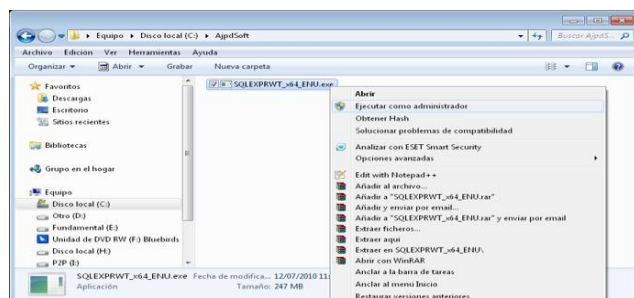 Equipo ▸ Disco local (C:) ▸ AjpdSoft
Buscar AjpdS...
Archivo Edición Ver Herramientas Ayuda
Organizar Abrir Grabar Nueva carpeta
Favoritos
Descargas
Escritorio
Sitios recientes
Bibliotecas
Grupo en el hogar
Equipo
Disco local (C:)
Otro (D:)
Fundamental (E:)
Unidad de DVD RW (F:) Bluebirds
Disco local (H:)
P2P (I:)
SQLEXPRWT_x64_ENU.exe
Abrir
Ejecutar como administrador
Obtener Hash
Solucionar problemas de compatibilidad
Analizar con ESET Smart Security
Opciones avanzadas
Edit with Notepad++
Añadir al archivo...
Añadir a "SQLEXPRWT_x64_ENU.rar"
Añadir y enviar por email...
Añadir a "SQLEXPRWT_x64_ENU.rar" y enviar por email
Extraer ficheros...
Extraer aquí
Extraer en SQLEXPRWT_x64_ENU\
Abrir con WinRAR
Anclar a la barra de tareas
Anclar al menú Inicio
Restaurar versiones anteriores
SQLEXPRWT_x64_ENU.exe Fecha de modifica... 12/07/2010 11:
Aplicación Tamaño: 247 MB